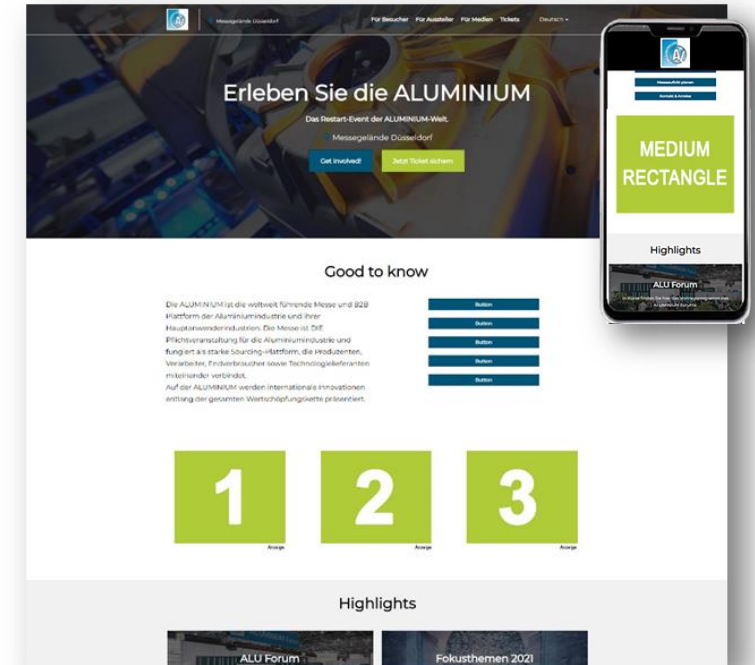 Messegelände Düsseldorf
Für Besucher Für Aussteller Für Medien Tickets Deutsch
Erleben Sie die ALUMINIUM
Das Restart-Event der ALUMINIUM-Welt.
Messegelände Düsseldorf
Get involved! Jetzt Ticket sichern
Good to know
Die ALUMINIUM ist die weltweit führende Messe und B2B
Plattform der Aluminiumindustrie und ihrer
Hauptanwenderindustrien. Die Messe ist DIE
Pflichtveranstaltung für die Aluminiumindustrie und
fungiert als starke Sourcing-Plattform, die Produzenten,
Verarbeiter, Endverbraucher sowie Technologielieferanten
miteinander verbindet.
Auf der ALUMINIUM werden internationale Innovationen
entlang der gesamten Wertschöpfungskette präsentiert.
Button
Button
Button
Button
Button
1 2 3
Anzeige Anzeige Anzeige
Highlights
ALU Forum Fokusthemen 2021
Messeauftritt planen
Kontakt & Anreise
MEDIUM
RECTANGLE
Highlights
ALU Forum